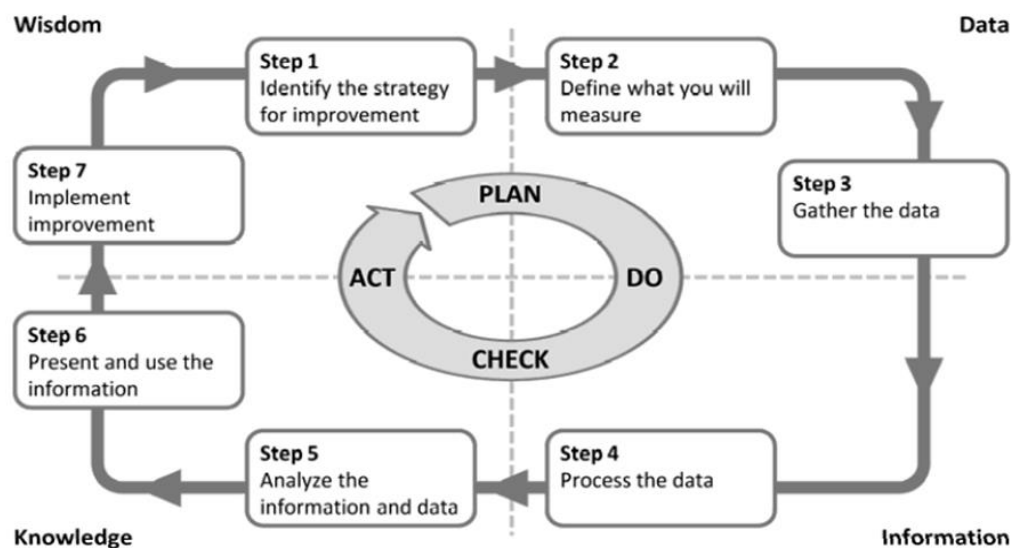 Wisdom
Data
Step 1
Identify the strategy
for improvement
Step 2
Define what you will
measure
Step 7
Implement
improvement
Step 3
Gather the data
PLAN
ACT
DO
CHECK
Step 6
Present and use the
information
Step 5
Analyze the
information and data
Step 4
Process the data
Knowledge
Information